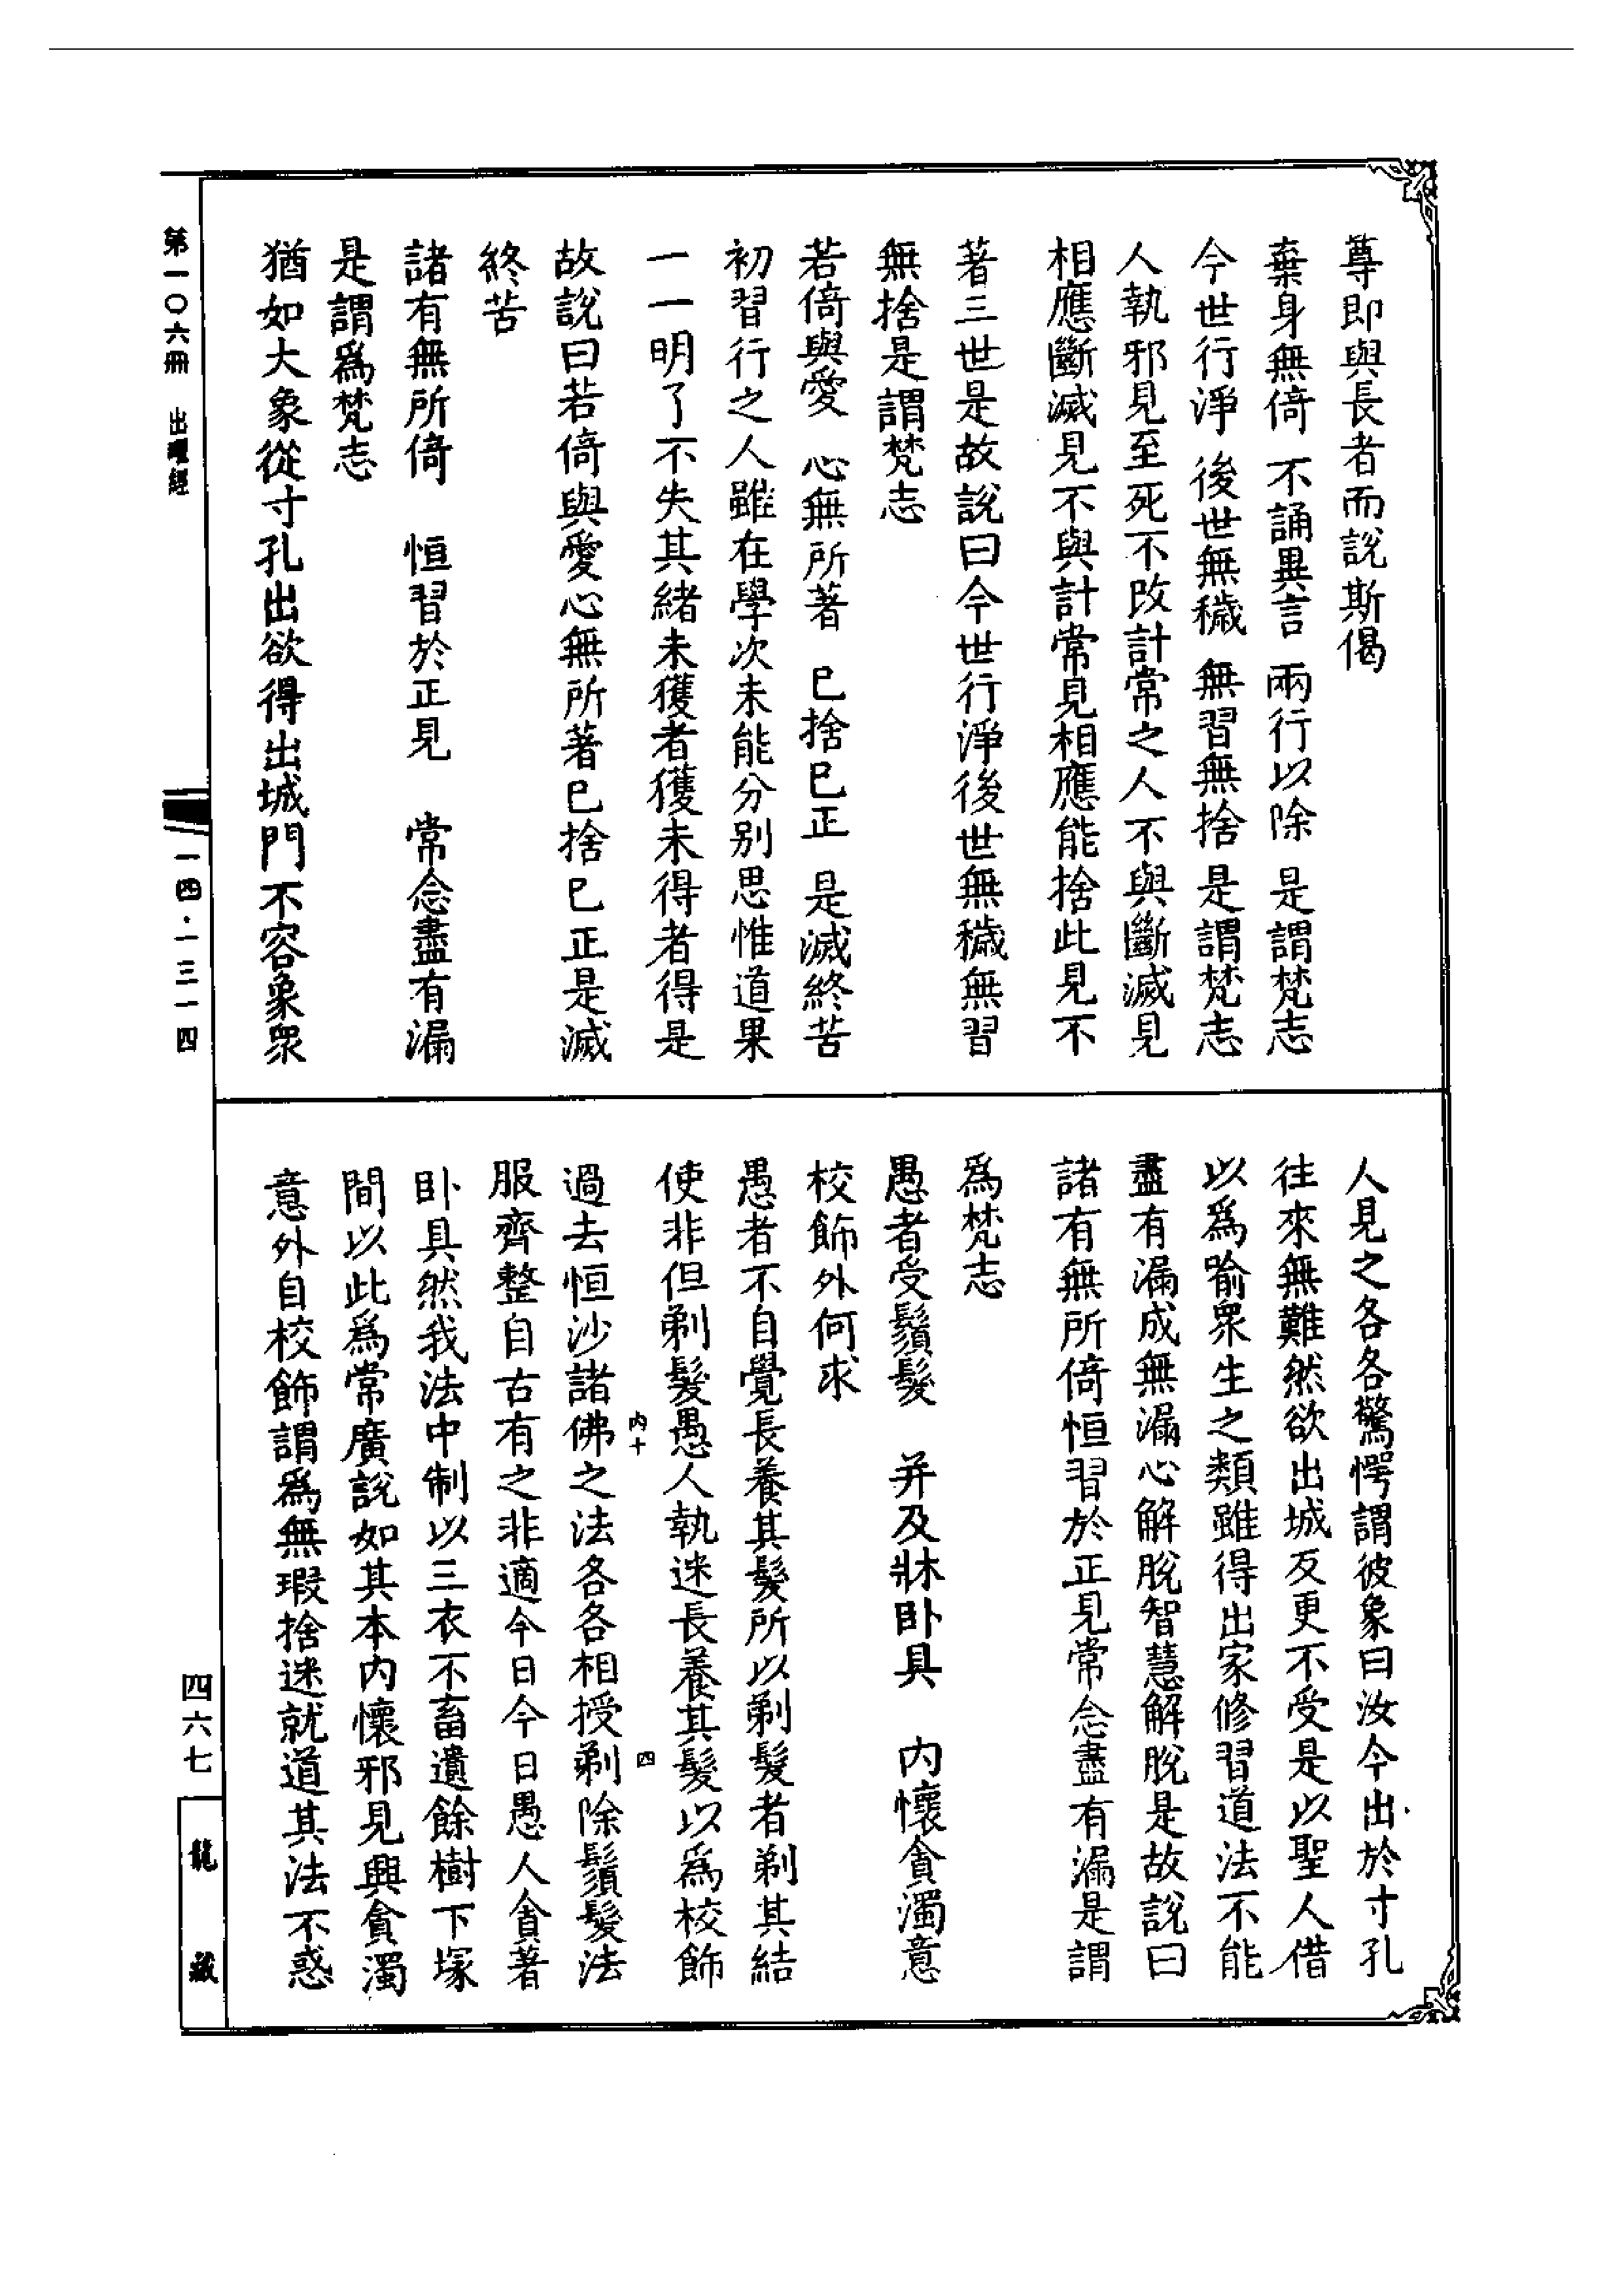 尊即與長者而說斯偈
棄身無倚　不誦異言　兩行以除　是謂梵志
今世行淨　後世無穢　無習無捨　是謂梵志
人執邪見至死不改計常之人不與斷滅見
相應斷滅見不與計常見相應能捨此見不
著三世是故說曰今世行淨後世無穢無習
無捨是謂梵志
若倚與愛　心無所著　已捨已正　是滅終苦
初習行之人雖在學次未能分别思惟道果
一一明了不失其緒未獲者獲未得者得是
故說曰若倚與愛心無所著已捨已正是滅
終苦
諸有無所倚　恒習於正見　常念盡有漏
是謂爲梵志
猶如大象從寸孔出欲得出城門不容象衆
人見之各各驚愕謂彼象曰汝今出於寸孔
往來無難然欲出城反更不受是以聖人借
以爲喻衆生之類雖得出家修習道法不能
盡有漏成無漏心解脫智慧解脫是故說曰
諸有無所倚恒習於正見常念盡有漏是謂
爲梵志
愚者受鬚髮　并及牀卧具　内懷貪濁意
校飾外何求
愚者不自覺長養其髮所以剃髮者剃其結
使非但剃髮愚人執迷長養其髮以爲校飾
内十　四
過去恒沙諸佛之法各各相授剃除鬚髮法
服齊整自古有之非適今日今日愚人貪著
卧具然我法中制以三衣不畜遺餘樹下塚
間以此爲常廣說如其本内懷邪見興貪濁
意外自校飾謂爲無瑕捨迷就道其法不惑
第一〇六冊　出曜經
一四·一三一四
四六七
龍藏